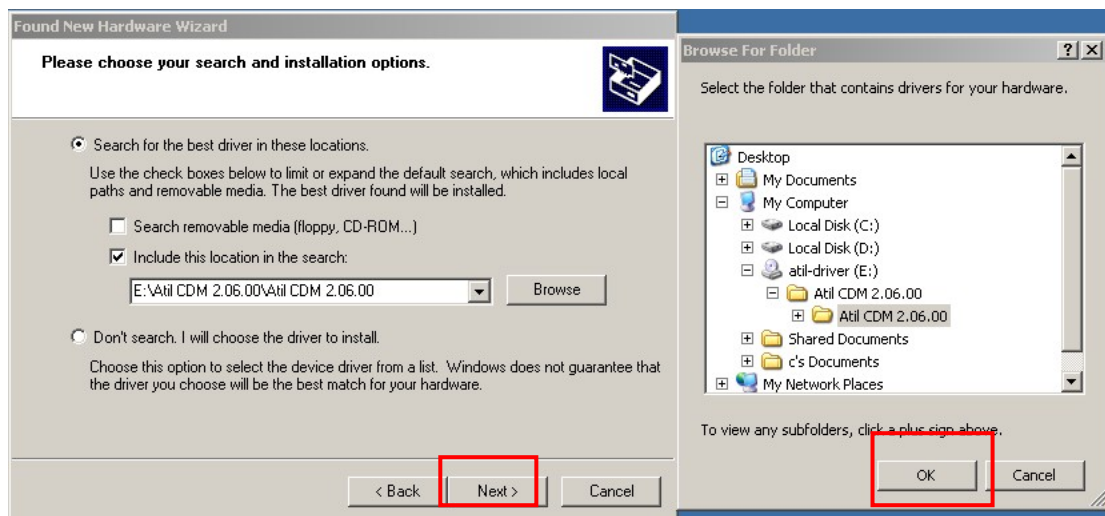 Found New Hardware Wizard
Please choose your search and installation options.
Search for the best driver in these locations.
Use the check boxes below to limit or expand the default search, which includes local
paths and removable media. The best driver found will be installed.
Search removable media (floppy, CD-ROM...)
Include this location in the search:
E:\Atil CDM 2.06.00\Atil CDM 2.06.00
Browse
Don't search. I will choose the driver to install.
Choose this option to select the device driver from a list. Windows does not guarantee that
the driver you choose will be the best match for your hardware.
< Back
Next >
Cancel
Browse For Folder
Select the folder that contains drivers for your hardware.
Desktop
My Documents
My Computer
Local Disk (C:)
Local Disk (D:)
atil-driver (E:)
Atil CDM 2.06.00
Atil CDM 2.06.00
Shared Documents
c's Documents
My Network Places
To view any subfolders, click a plus sign above.
OK
Cancel